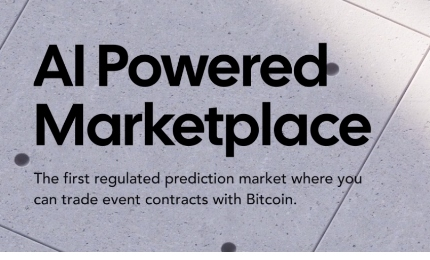 AI Powered
Marketplace
The first regulated prediction market where you
can trade event contracts with Bitcoin.